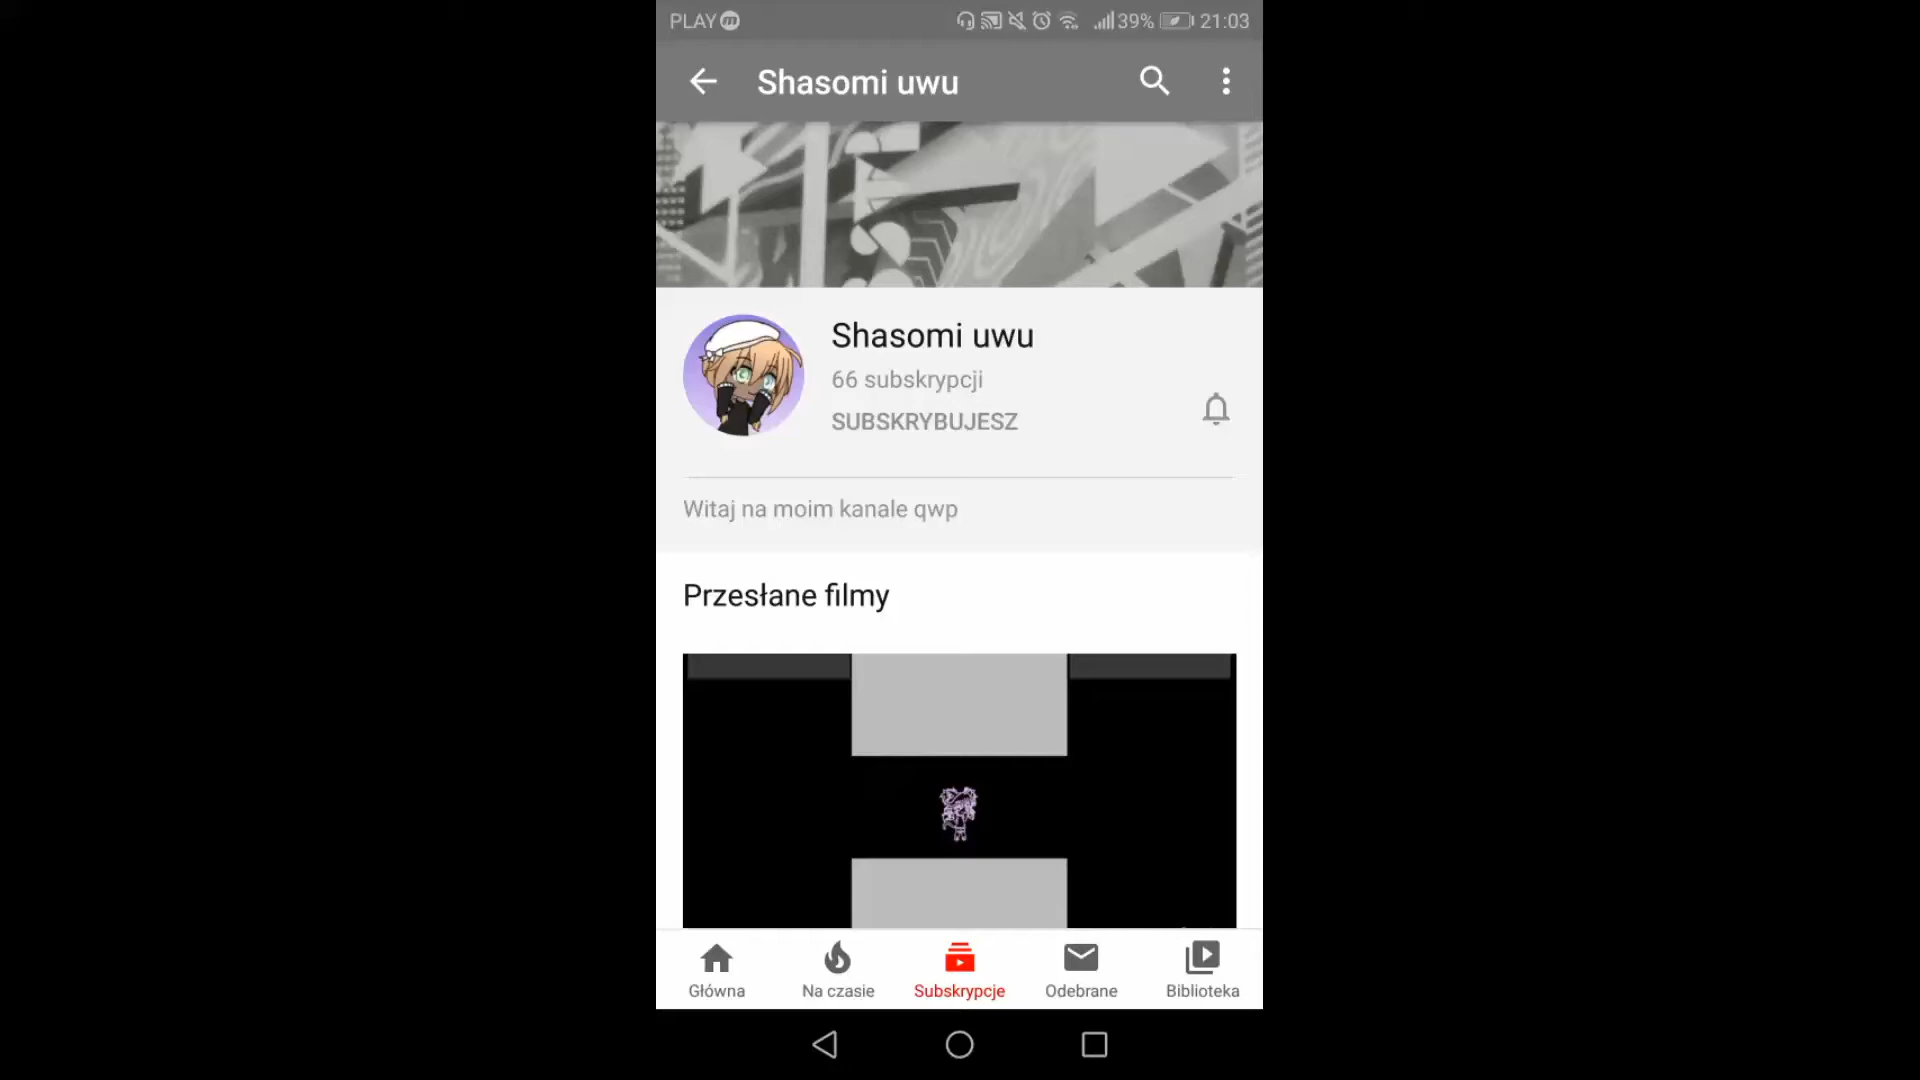 PLAY 39% 21:03
Shasomi uwu
Shasomi uwu
66 subskrypcji
SUBSKRYBUJESZ
Witaj na moim kanale qwp
Przesłane filmy
Główna Na czasie Subskrypcje Odebrane Biblioteka